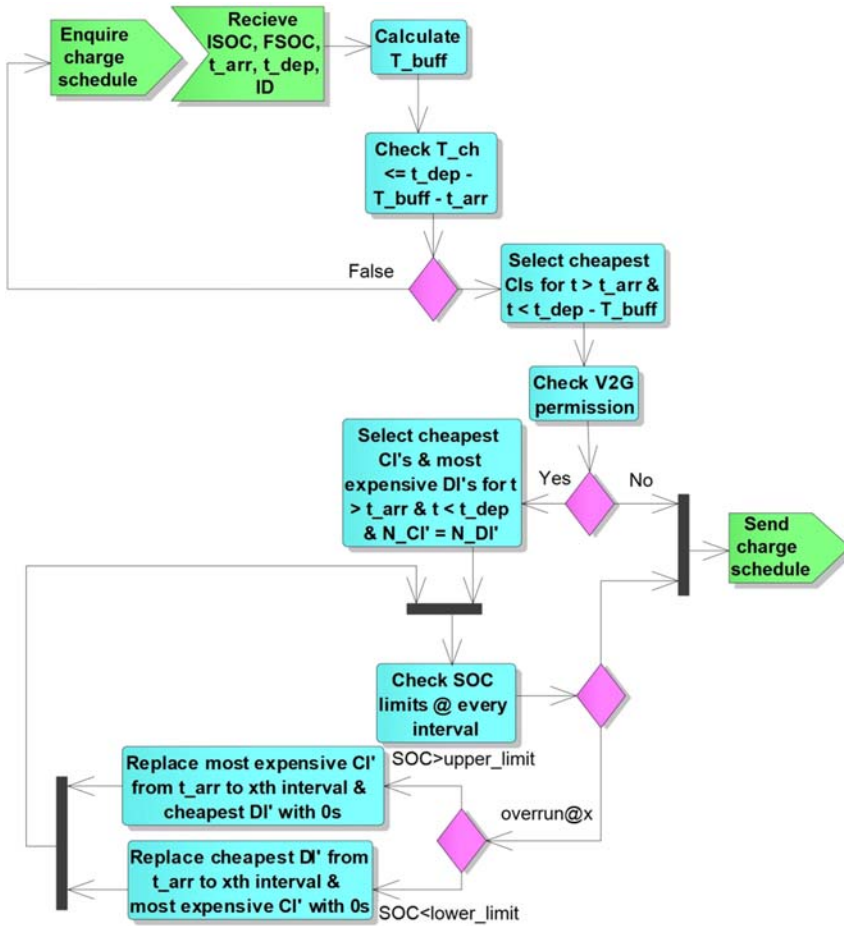 Enquire
charge
schedule
Recieve
ISOC, FSOC,
t_arr, t_dep,
ID
Calculate
T_buff
Check T_ch
<= t_dep -
T_buff - t_arr
False
Select cheapest
CIs for t > t_arr &
t < t_dep - T_buff
Check V2G
permission
Select cheapest
CI's & most
expensive DI's for t
> t_arr & t < t_dep
& N_CI' = N_DI'
Yes
No
Send
charge
schedule
Check SOC
limits @ every
interval
SOC>upper_limit
Replace most expensive CI'
from t_arr to xth interval &
cheapest DI' with 0s
overrun@x
Replace cheapest DI' from
t_arr to xth interval &
most expensive CI' with 0s
SOC<lower_limit